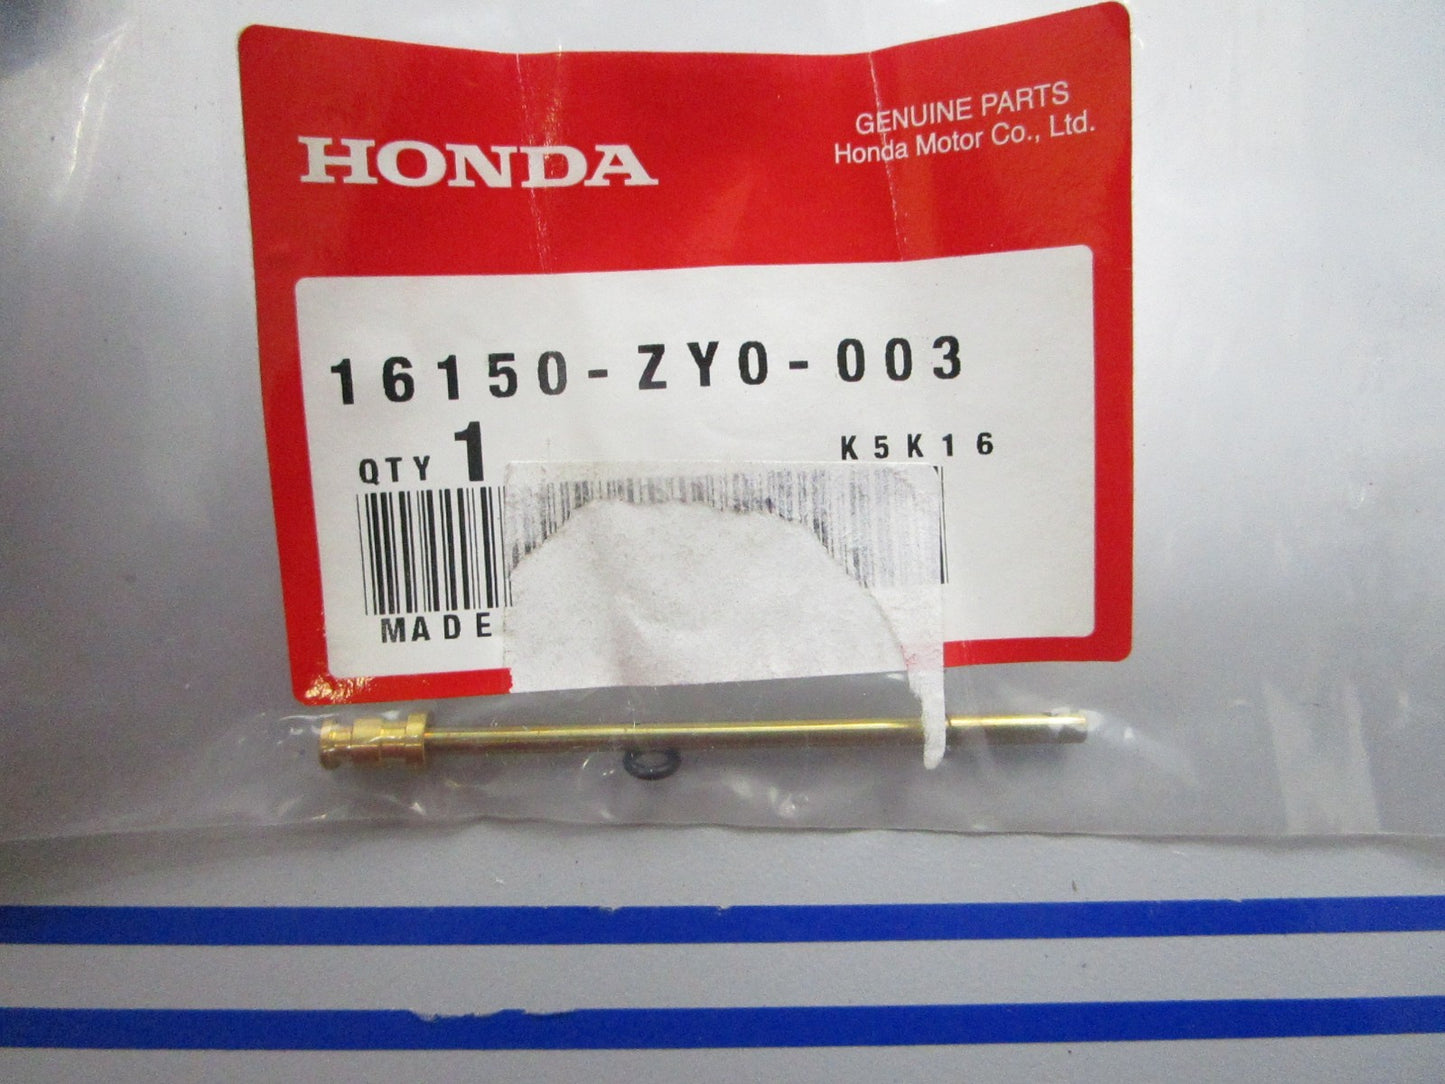 HONDA
GENUINE PARTS
Honda Motor Co., Ltd.
16150-ZY0-003
QTY 1
K5K16
MADE